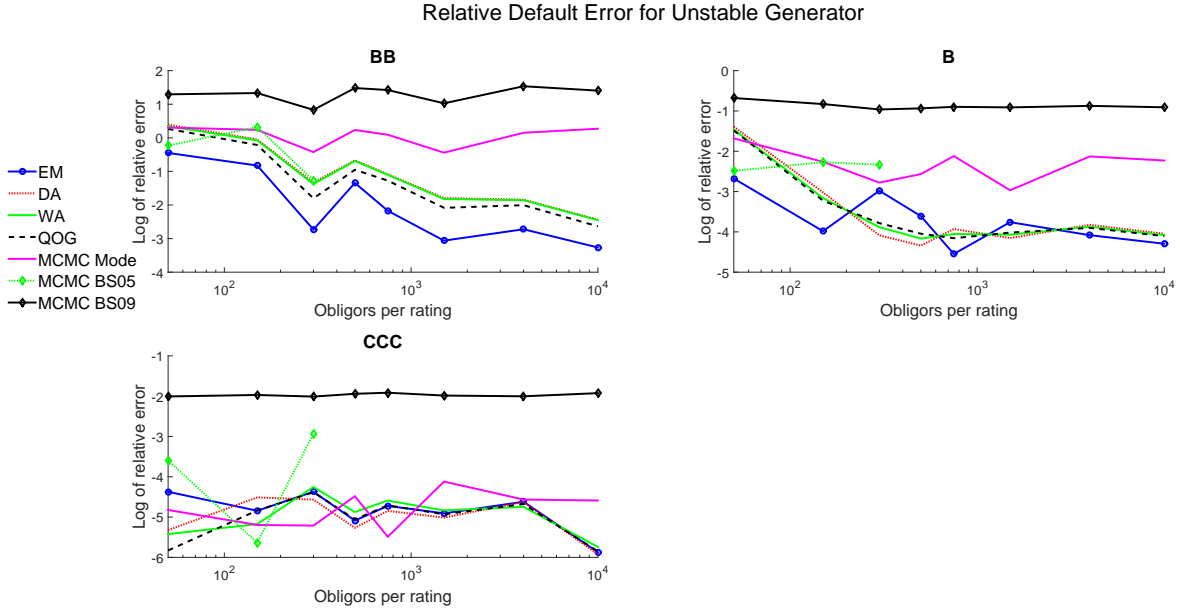 Relative Default Error for Unstable Generator
BB
2
1
0
-1
-2
-3
-4
Log of relative error
10^2
10^3
10^4
Obligors per rating
B
0
-1
-2
-3
-4
-5
Log of relative error
10^2
10^3
10^4
Obligors per rating
EM
DA
WA
QOG
MCMC Mode
MCMC BS05
MCMC BS09
CCC
-1
-2
-3
-4
-5
-6
Log of relative error
10^2
10^3
10^4
Obligors per rating